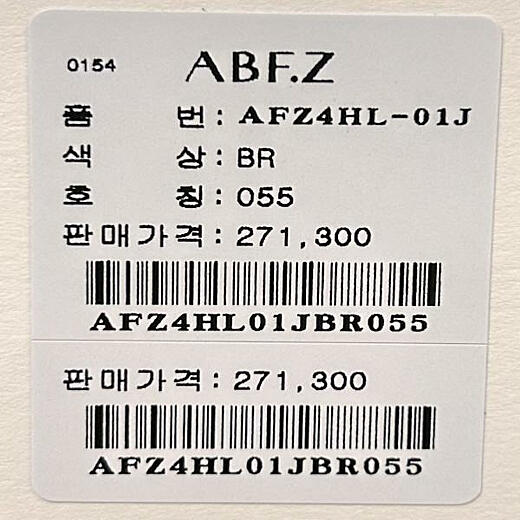 0154 ABF.Z
품 번 : AFZ4HL-01J
색 상 : BR
호 칭 : 055
판매가격 : 271,300
AFZ4HL01JBR055
판매가격 : 271,300
AFZ4HL01JBR055